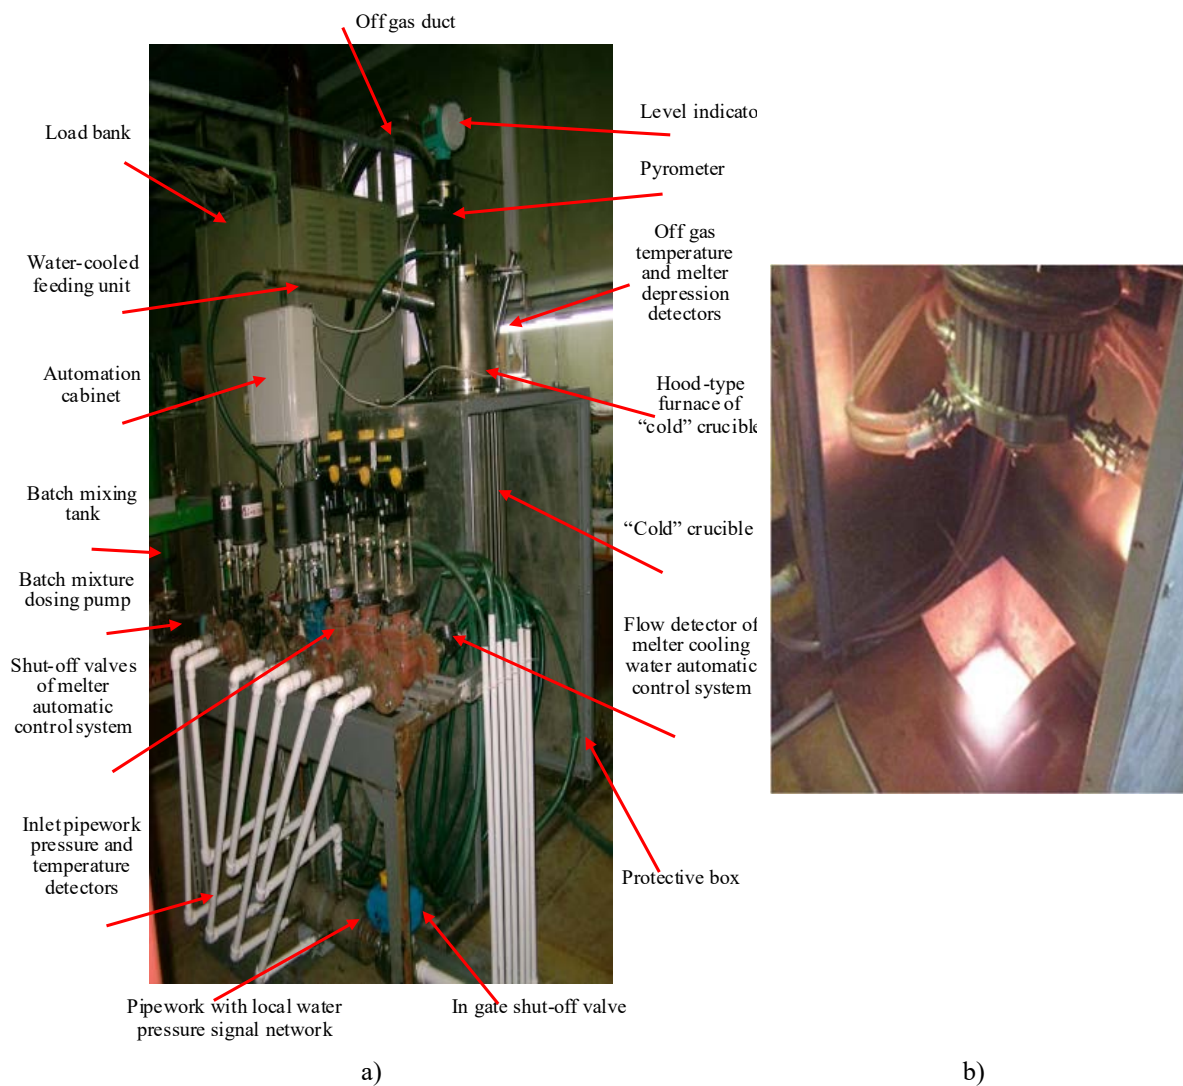 Off gas duct
Load bank
Water-cooled
feeding unit
Automation
cabinet
Batch mixing
tank
Batch mixture
dosing pump
Shut-off valves
of melter
automatic
control system
Inlet pipework
pressure and
temperature
detectors
Pipework with local water
pressure signal network
In gate shut-off valve
Level indicato
Pyrometer
Off gas
temperature
and melter
depression
detectors
Hood-type
furnace of
“cold” crucible
“Cold” crucible
Flow detector of
melter cooling
water automatic
control system
Protective box
a)
b)